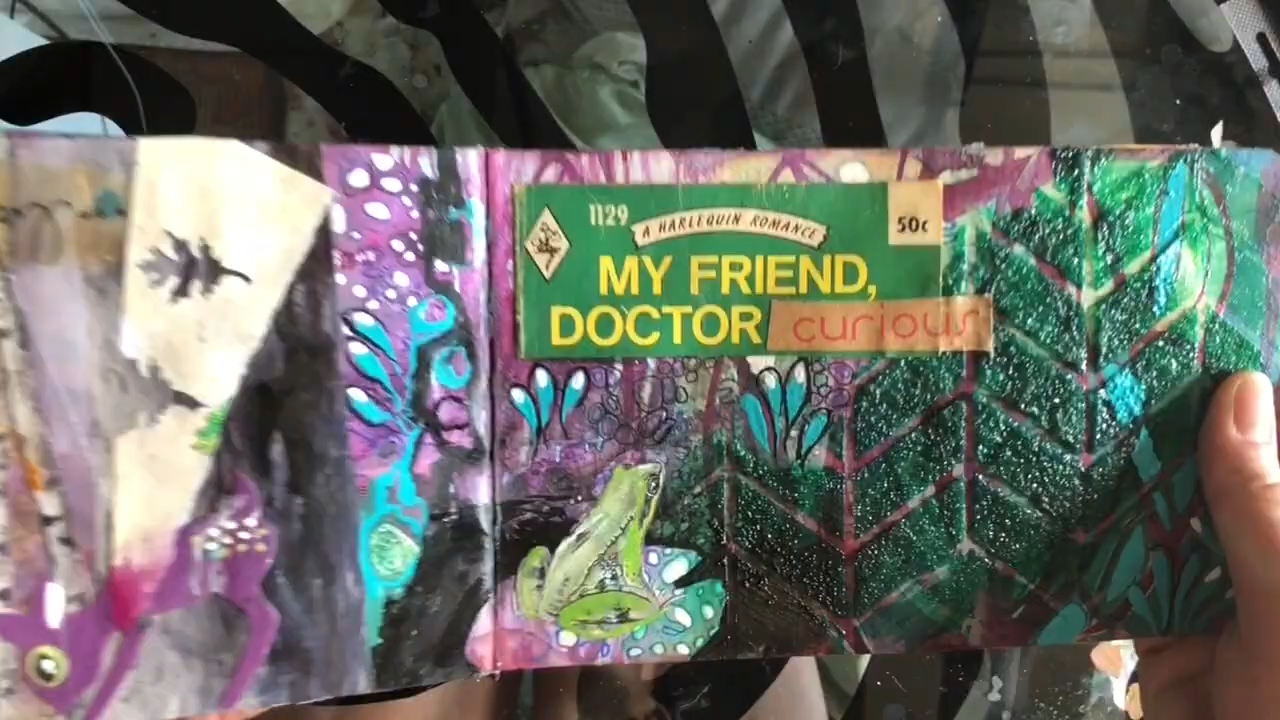 1129
A HARLEQUIN ROMANCE
50¢
MY FRIEND,
DOCTOR curious